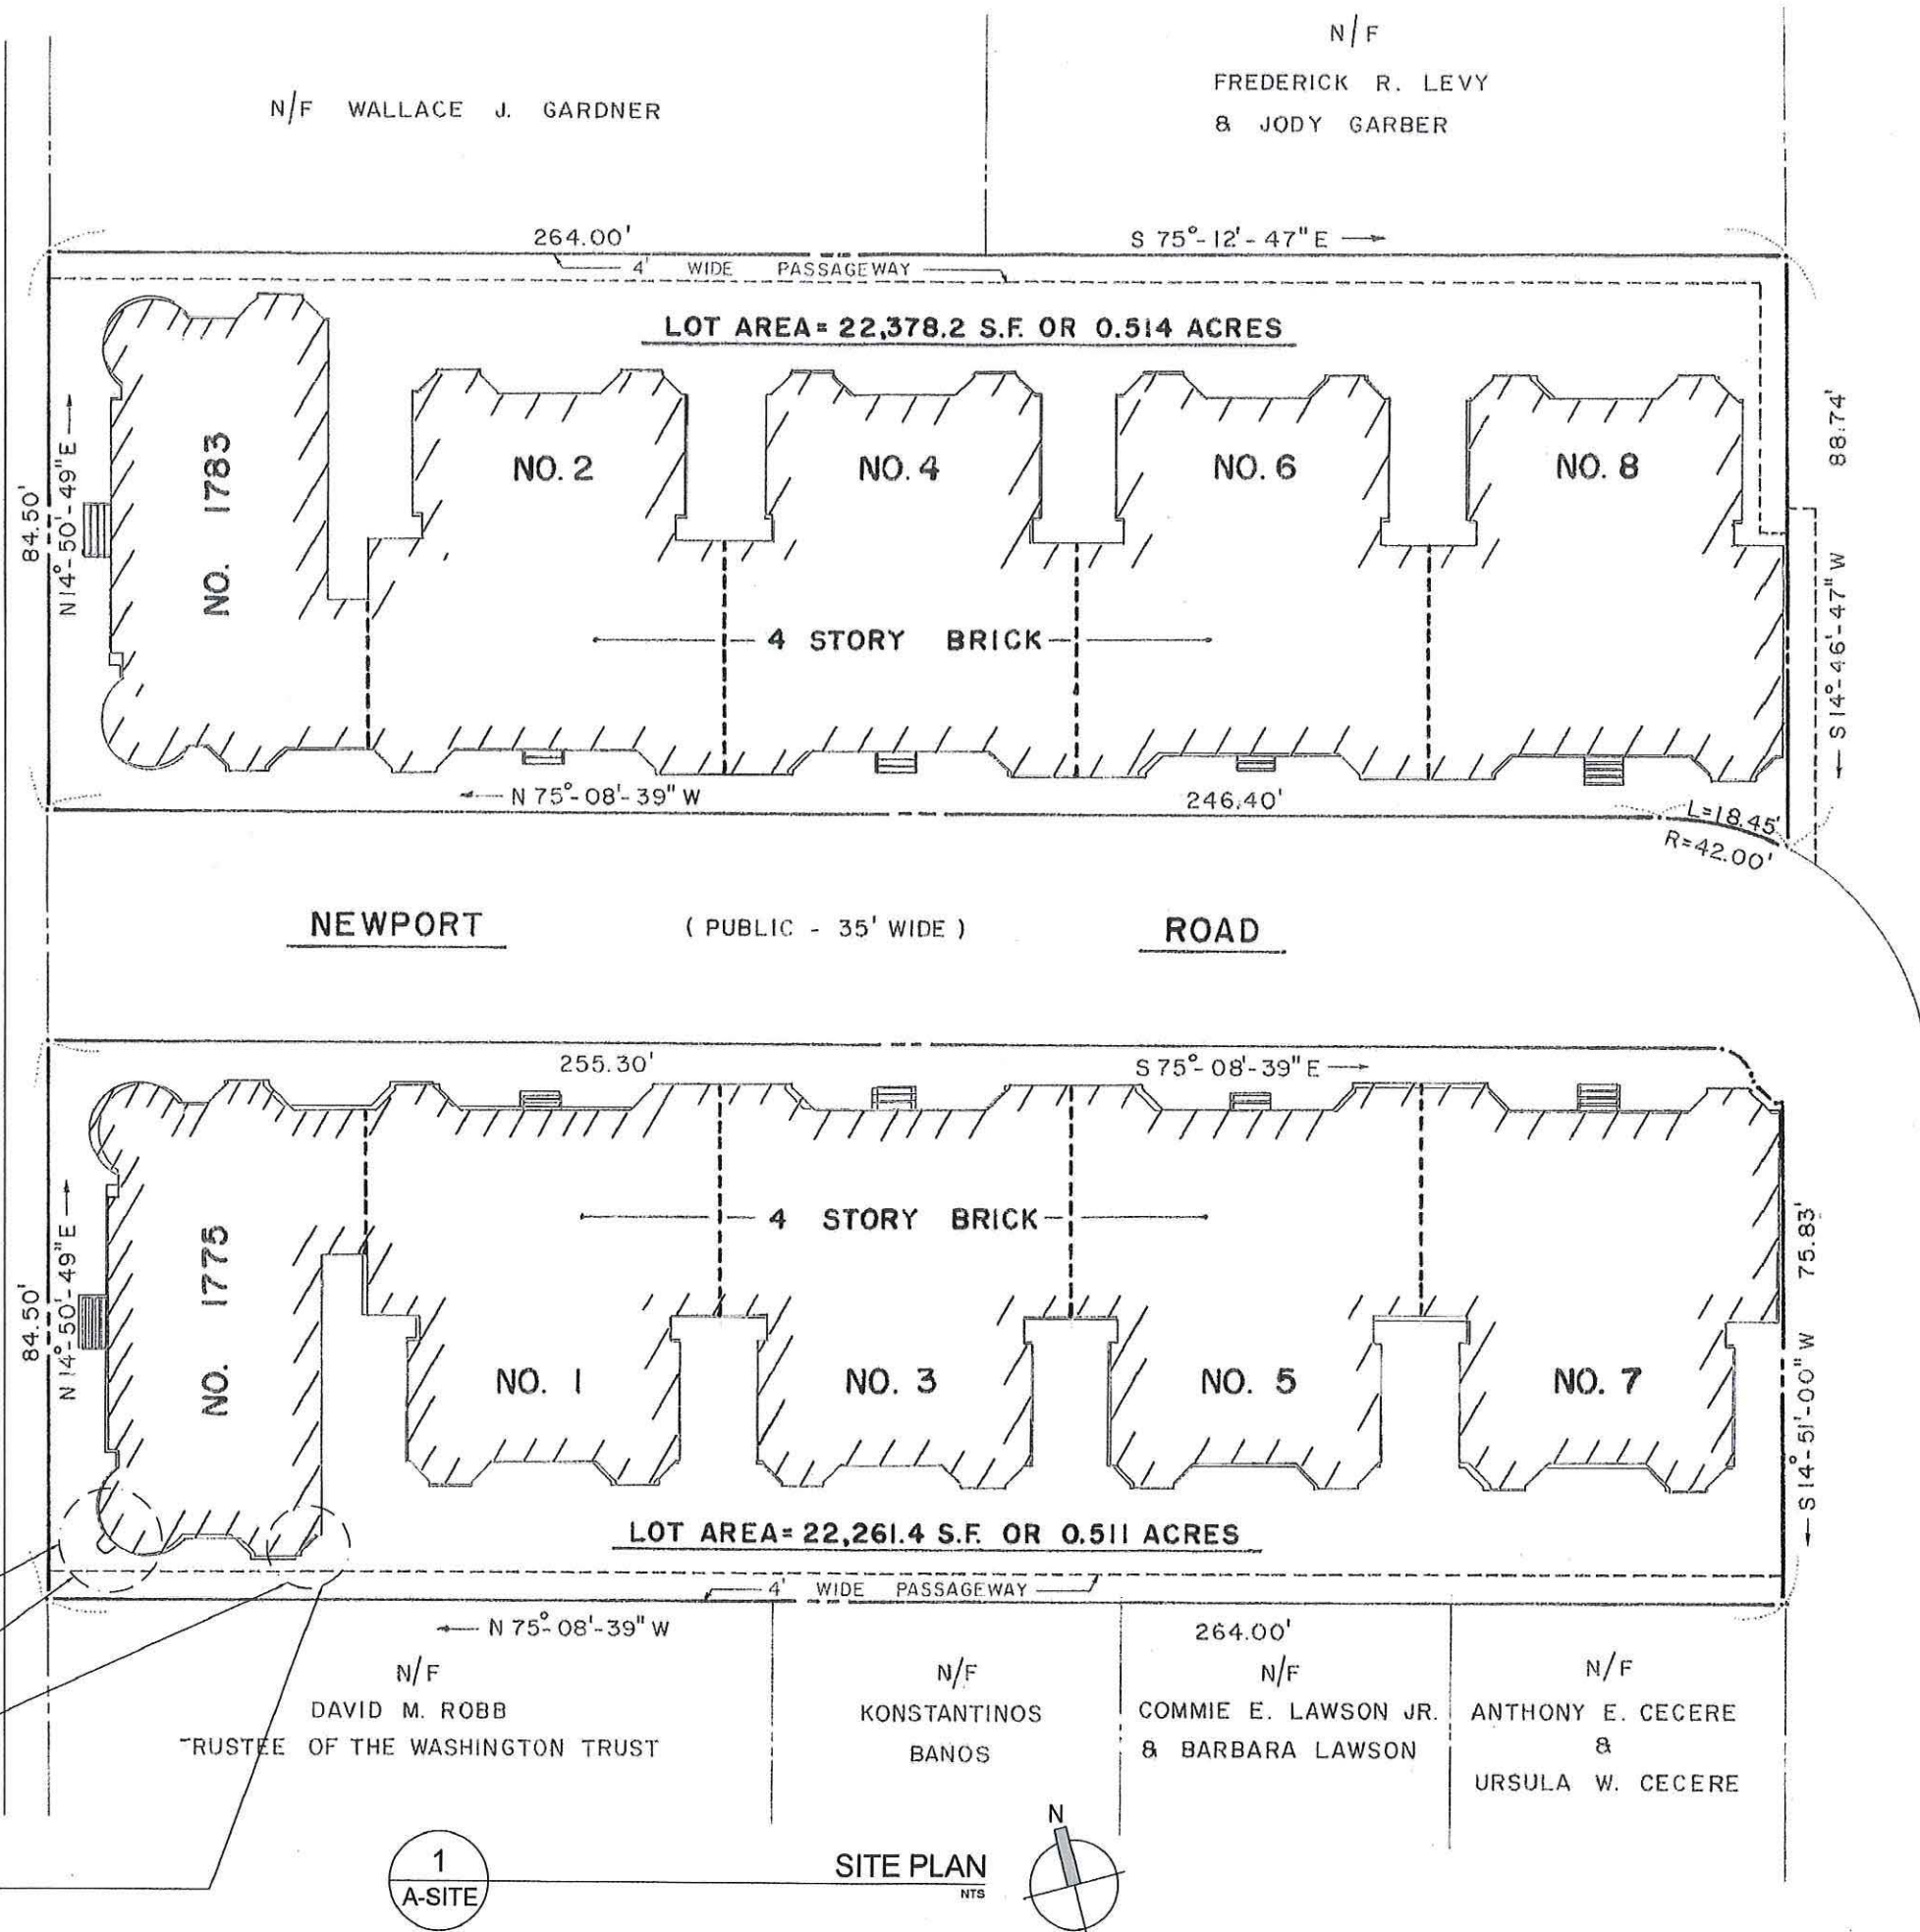 N/F
FREDERICK R. LEVY
& JODY GARBER
N/F WALLACE J. GARDNER
264.00'
S 75°-12'-47" E
4' WIDE PASSAGEWAY
LOT AREA= 22,378.2 S.F. OR 0.514 ACRES
84.50'
N14°-50'-49"E
NO. 1783
NO. 2
NO. 4
NO. 6
NO. 8
88.74'
S 14°-46'-47" W
4 STORY BRICK
N 75°-08'-39" W
246.40'
L=18.45'
R=42.00'
NEWPORT ( PUBLIC - 35' WIDE ) ROAD
255.30'
S 75°-08'-39" E
4 STORY BRICK
84.50'
N14°-50'-49"E
NO. 1775
NO. 1
NO. 3
NO. 5
NO. 7
75.83'
S 14°-51'-00" W
LOT AREA= 22,261.4 S.F. OR 0.511 ACRES
4' WIDE PASSAGEWAY
N 75°-08'-39" W
264.00'
N/F
DAVID M. ROBB
TRUSTEE OF THE WASHINGTON TRUST
N/F
KONSTANTINOS
BANOS
N/F
COMMIE E. LAWSON JR.
& BARBARA LAWSON
N/F
ANTHONY E. CECERE
&
URSULA W. CECERE
1
A-SITE
SITE PLAN
NTS
N